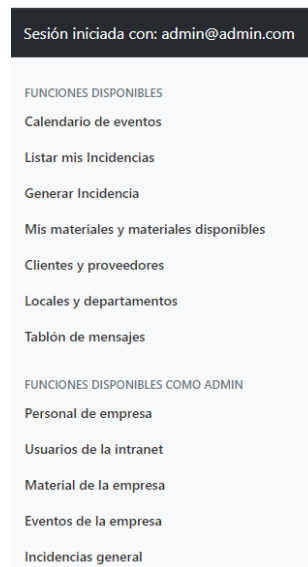 Sesión iniciada con: admin@admin.com
FUNCIONES DISPONIBLES
Calendario de eventos
Listar mis Incidencias
Generar Incidencia
Mis materiales y materiales disponibles
Clientes y proveedores
Locales y departamentos
Tablón de mensajes
FUNCIONES DISPONIBLES COMO ADMIN
Personal de empresa
Usuarios de la intranet
Material de la empresa
Eventos de la empresa
Incidencias general